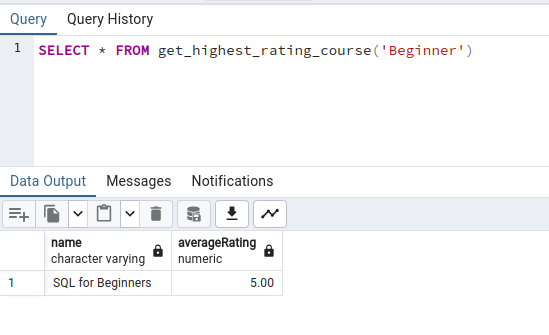 Query Query History
1 SELECT * FROM get_highest_rating_course('Beginner')
Data Output Messages Notifications
name averageRating
character varying numeric
1 SQL for Beginners 5.00